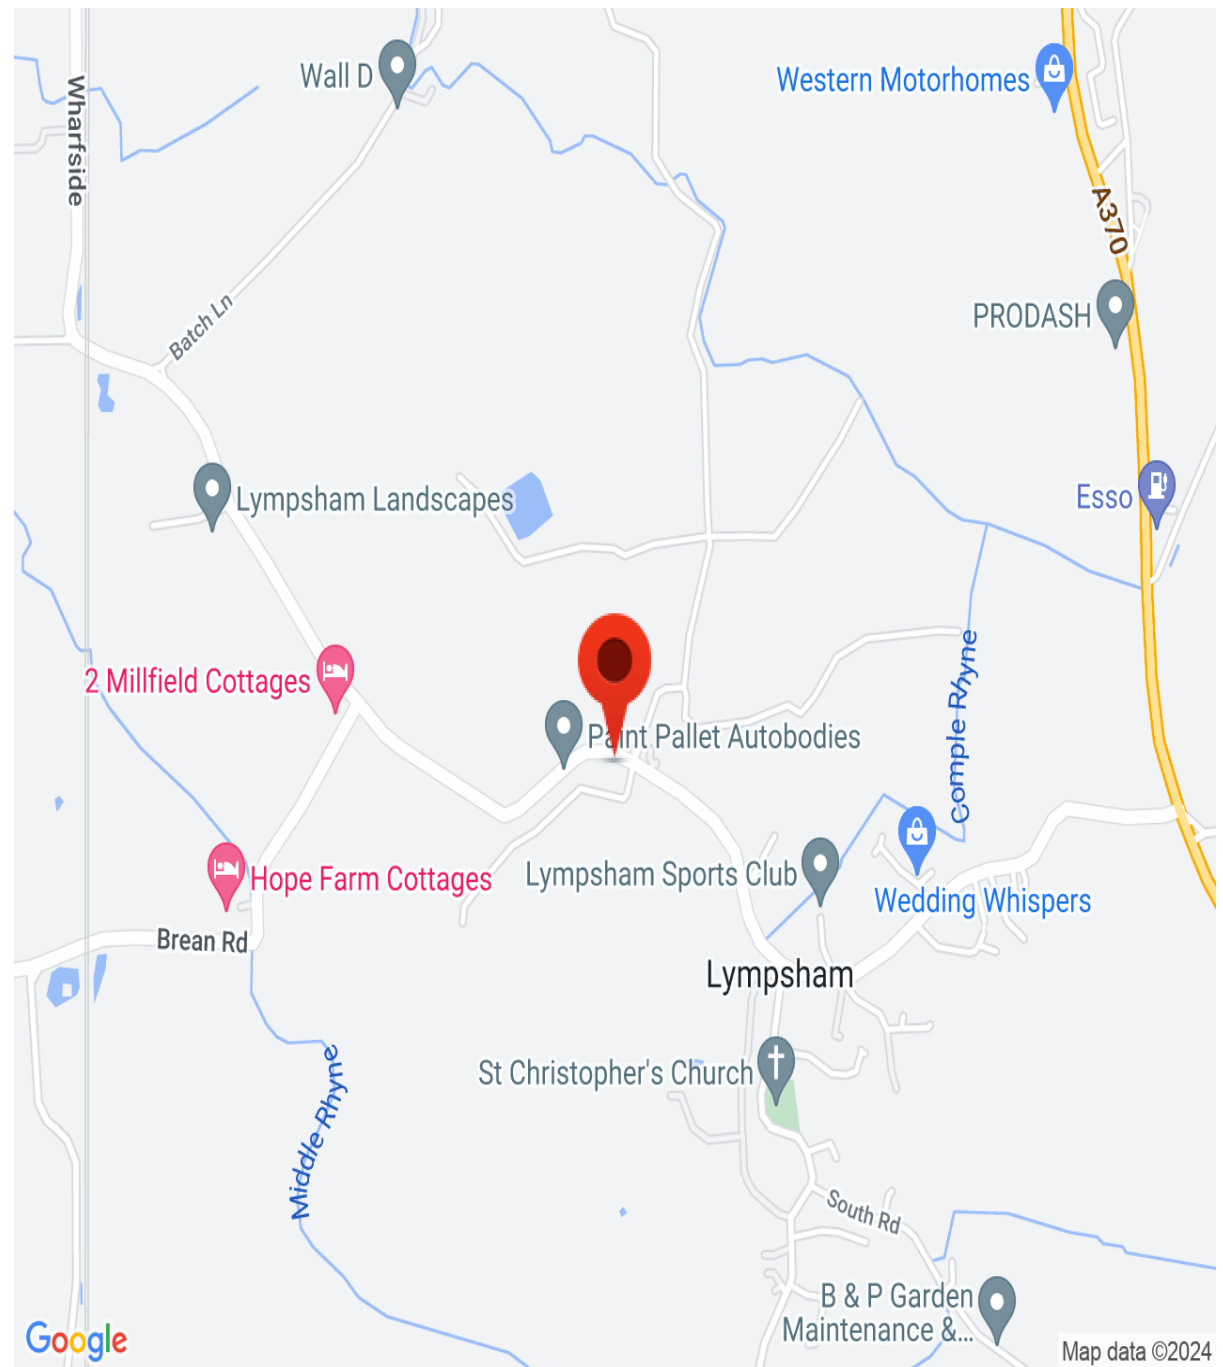 Wall D
Western Motorhomes
Wharfside
A370
Batch Ln
PRODASH
Lympsham Landscapes
Esso
2 Millfield Cottages
Comple Rhyne
Paint Pallet Autobodies
Lympsham Sports Club
Hope Farm Cottages
Wedding Whispers
Brean Rd
Lympsham
St Christopher's Church
Middle Rhyne
South Rd
B & P Garden
Maintenance &...
Google
Map data ©2024